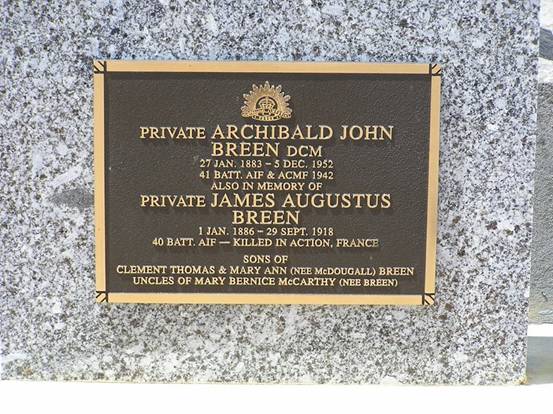 PRIVATE ARCHIBALD JOHN
BREEN DCM
27 JAN. 1883 – 5 DEC. 1952
41 BATT. AIF & ACMF 1942
ALSO IN MEMORY OF
PRIVATE JAMES AUGUSTUS
BREEN
1 JAN. 1886 – 29 SEPT. 1918
40 BATT. AIF — KILLED IN ACTION, FRANCE
SONS OF
CLEMENT THOMAS & MARY ANN (NEE McDOUGALL) BREEN
UNCLES OF MARY BERNICE McCARTHY (NEE BREEN)